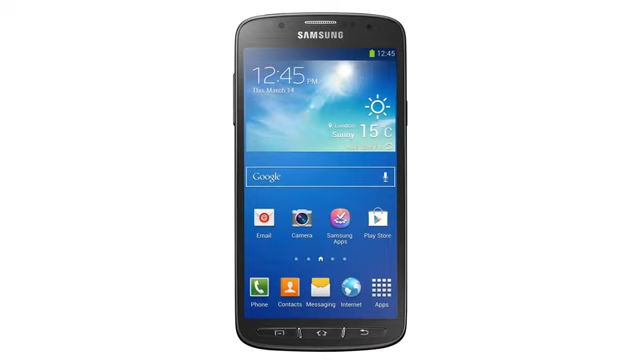 SAMSUNG
12:45
12:45 PM
Thu, March 14
Sunny 15
Google
Email
Camera
Samsung Apps
Play Store
Phone
Contacts
Messaging
Internet
Apps